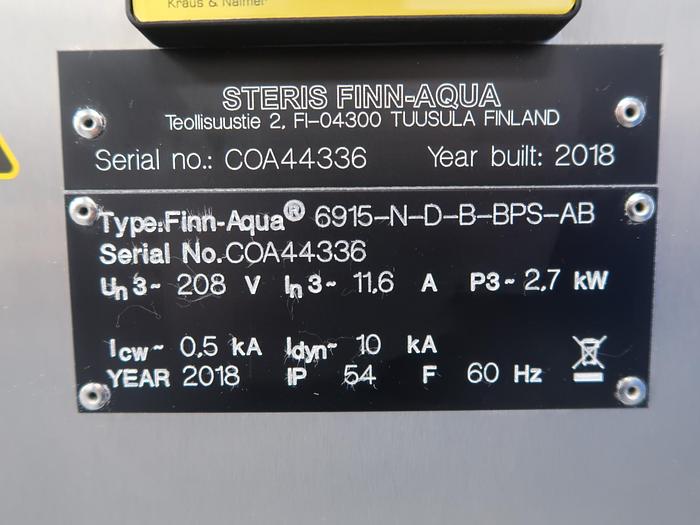 Kraus & Naimer
STERIS FINN-AQUA
Teollisuustie 2, FI-04300 TUUSULA FINLAND
Serial no.: COA44336 Year built: 2018
Type:Finn-Aqua® 6915-N-D-B-BPS-AB
Serial No.COA44336
Un 3~ 208 V In 3~ 11.6 A P3~ 2.7 kW
Icw~ 0.5 kA Idyn~ 10 kA
YEAR 2018 IP 54 F 60 Hz